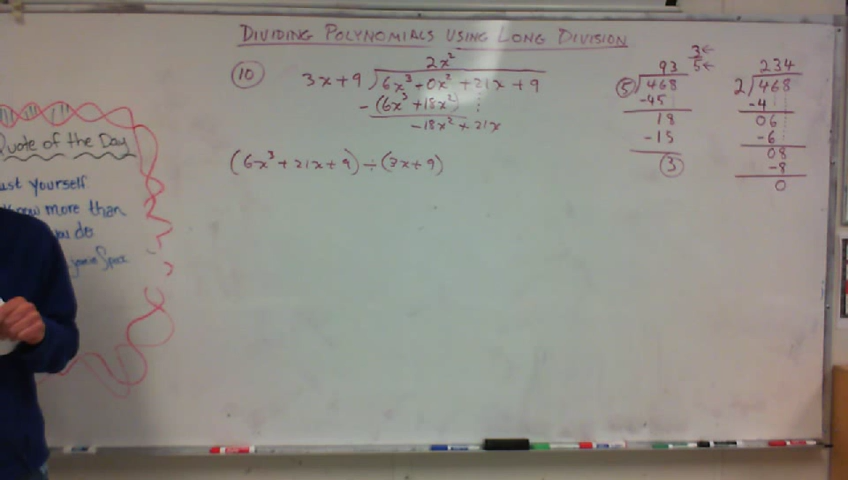 DIVIDING POLYNOMIALS USING LONG DIVISION
10
2x²
3x+9 ) 6x³ + 0x² + 21x + 9
- (6x³ + 18x²)
-18x² + 21x
(6x³ + 21x + 9) ÷ (3x + 9)
93 3/5
5 ) 468
-45
18
-15
3
234
2 ) 468
-4
06
-6
08
-8
0
Quote of the Day
ust yourself
know more than
you do